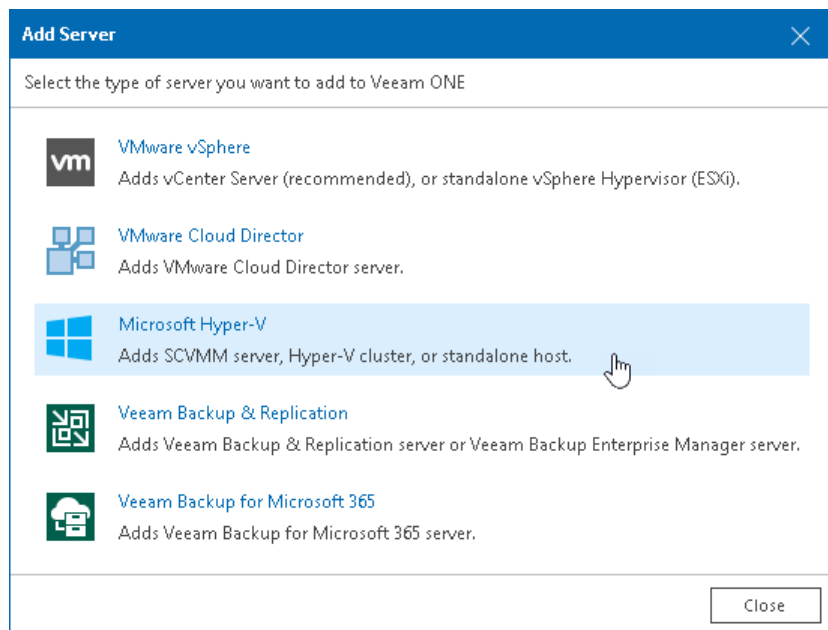 Add Server
Select the type of server you want to add to Veeam ONE
vm
VMware vSphere
Adds vCenter Server (recommended), or standalone vSphere Hypervisor (ESXi).
VMware Cloud Director
Adds VMware Cloud Director server.
Microsoft Hyper-V
Adds SCVMM server, Hyper-V cluster, or standalone host.
Veeam Backup & Replication
Adds Veeam Backup & Replication server or Veeam Backup Enterprise Manager server.
Veeam Backup for Microsoft 365
Adds Veeam Backup for Microsoft 365 server.
Close